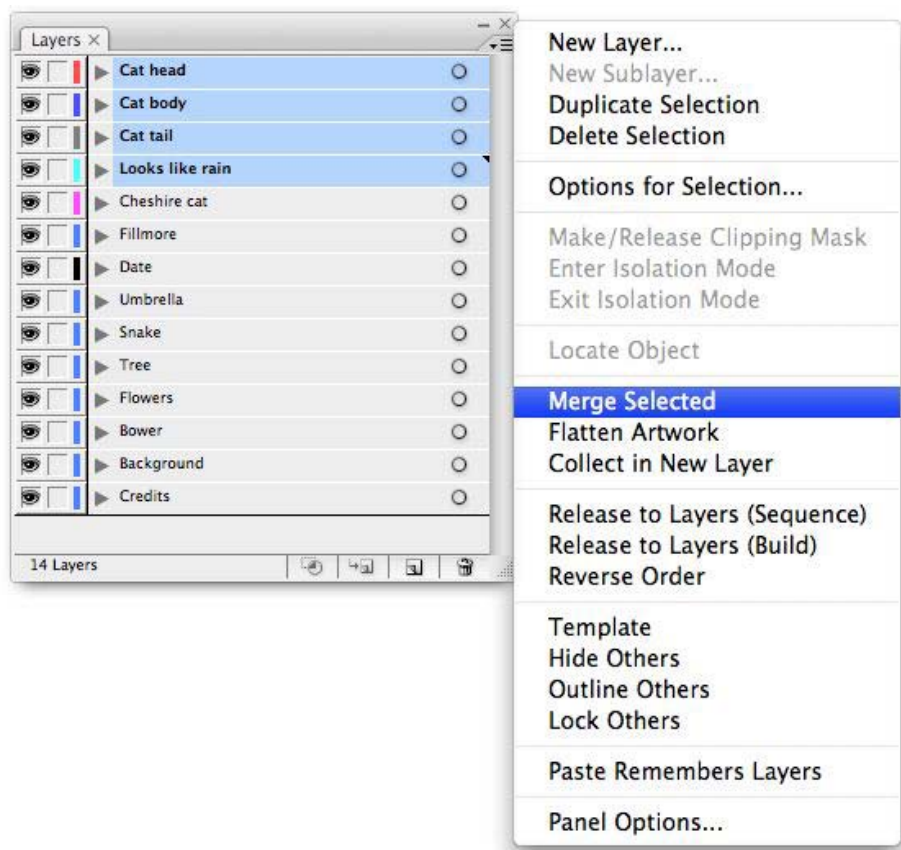 Layers
Cat head
Cat body
Cat tail
Looks like rain
Cheshire cat
Fillmore
Date
Umbrella
Snake
Tree
Flowers
Bower
Background
Credits
14 Layers
New Layer...
New Sublayer...
Duplicate Selection
Delete Selection
Options for Selection...
Make/Release Clipping Mask
Enter Isolation Mode
Exit Isolation Mode
Locate Object
Merge Selected
Flatten Artwork
Collect in New Layer
Release to Layers (Sequence)
Release to Layers (Build)
Reverse Order
Template
Hide Others
Outline Others
Lock Others
Paste Remembers Layers
Panel Options...